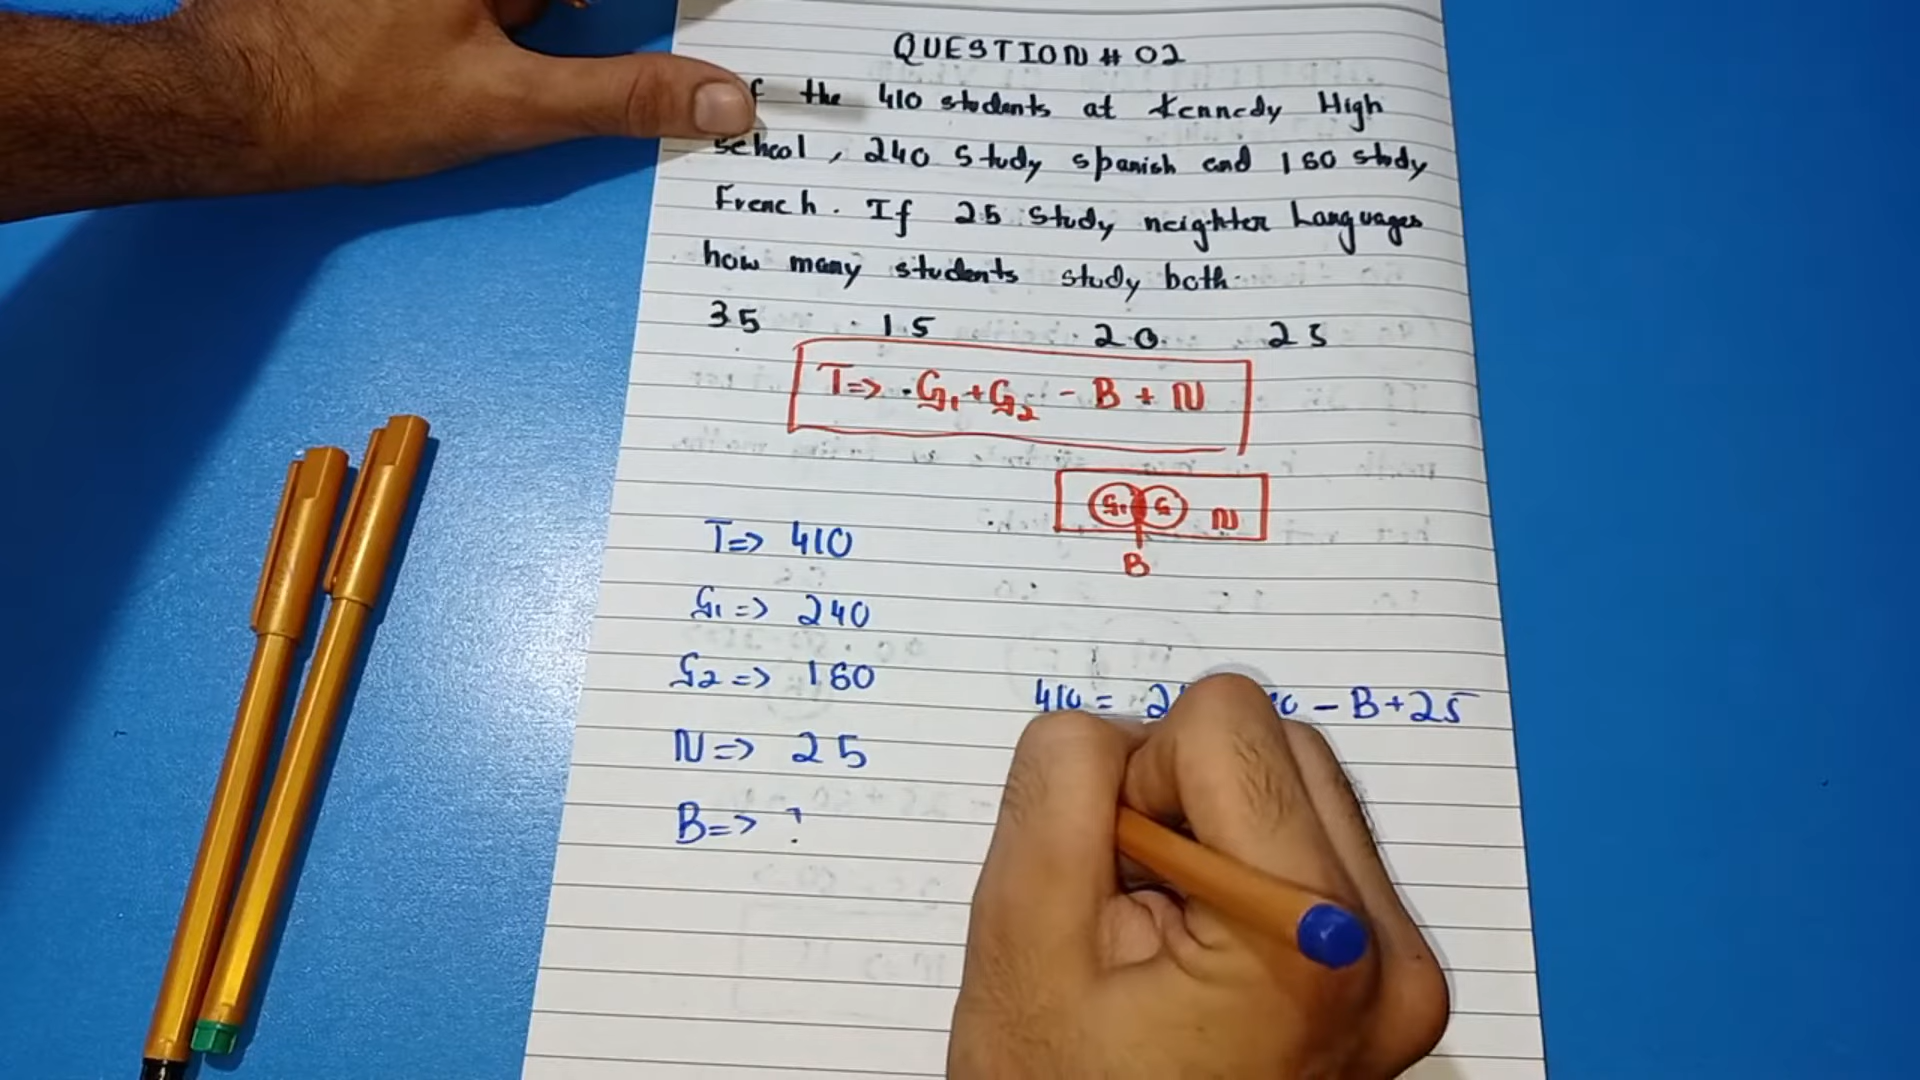 QUESTION # 02
f the 410 students at Kennedy High
school, 240 study spanish and 160 study
French. If 25 study neighter Languages
how many students study both
35 15 20 25
T=> G1+G2 - B + N
G1 G N
B
T=> 410
G1=> 240
G2=> 160
410 = 2 0 - B+25
N=> 25
B=> ?